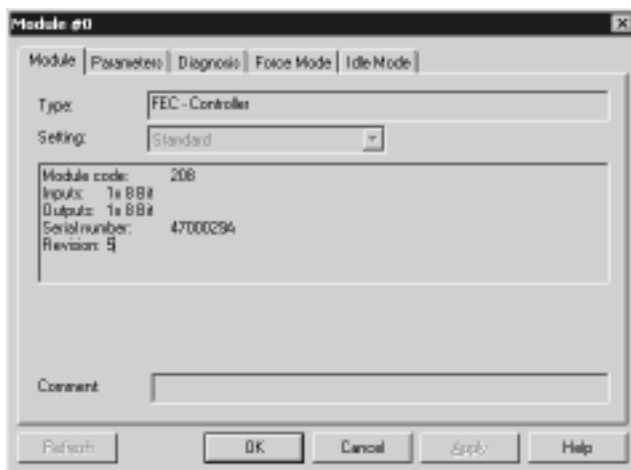 Module #0
Module Parameters Diagnosis Force Mode Idle Mode
Type: FEC - Controller
Setting: Standard
Module code: 208
Inputs: 1x 8 Bit
Outputs: 1x 8 Bit
Serial number: 4700029A
Revision: 5
Comment
Refresh OK Cancel Apply Help